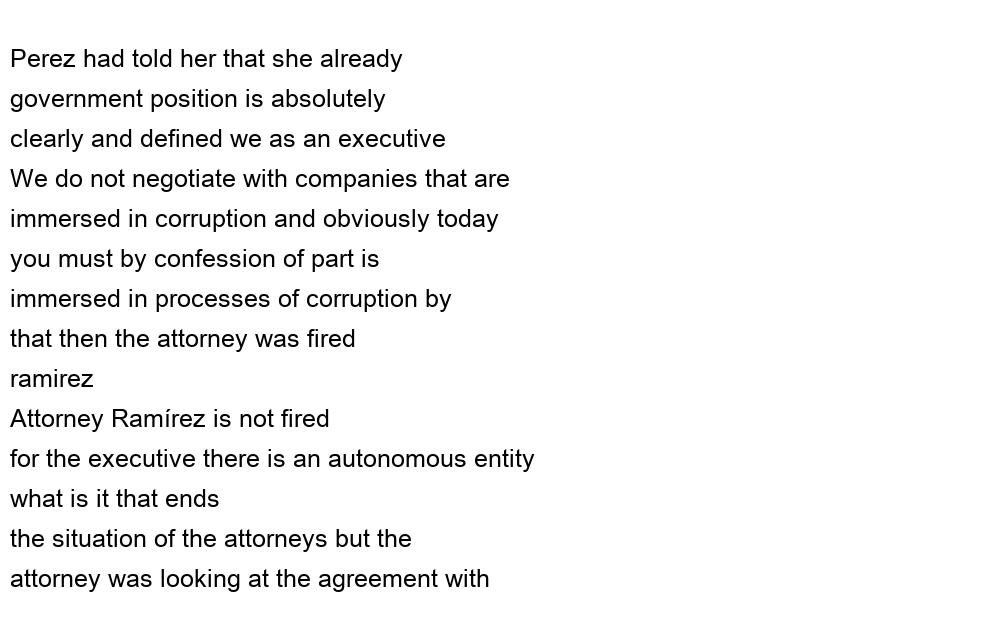 Perez had told her that she already
government position is absolutely
clearly and defined we as an executive
We do not negotiate with companies that are
immersed in corruption and obviously today
you must by confession of part is
immersed in processes of corruption by
that then the attorney was fired
ramirez
Attorney Ramírez is not fired
for the executive there is an autonomous entity
what is it that ends
the situation of the attorneys but the
attorney was looking at the agreement with